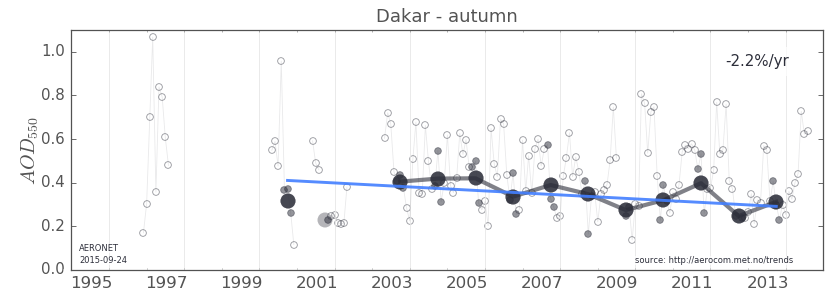 Dakar - autumn
-2.2%/yr
1.0
0.8
0.6
0.4
0.2
0.0
AOD550
AERONET
2015-09-24
source: http://aerocom.met.no/trends
1995 1997 1999 2001 2003 2005 2007 2009 2011 2013